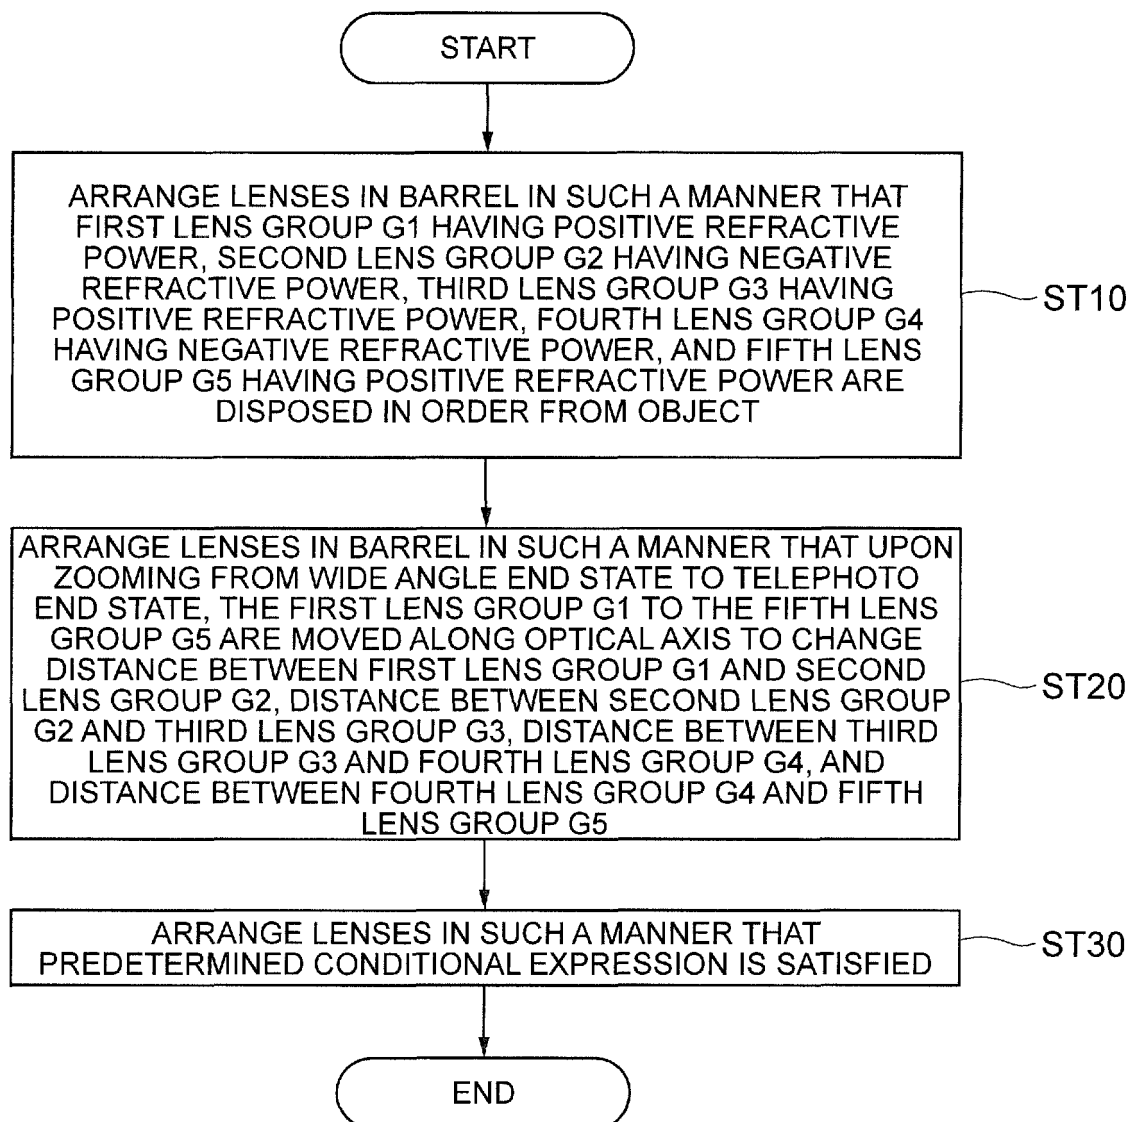 START
ARRANGE LENSES IN BARREL IN SUCH A MANNER THAT
FIRST LENS GROUP G1 HAVING POSITIVE REFRACTIVE
POWER, SECOND LENS GROUP G2 HAVING NEGATIVE
REFRACTIVE POWER, THIRD LENS GROUP G3 HAVING
POSITIVE REFRACTIVE POWER, FOURTH LENS GROUP G4
HAVING NEGATIVE REFRACTIVE POWER, AND FIFTH LENS
GROUP G5 HAVING POSITIVE REFRACTIVE POWER ARE
DISPOSED IN ORDER FROM OBJECT
ST10
ARRANGE LENSES IN BARREL IN SUCH A MANNER THAT UPON
ZOOMING FROM WIDE ANGLE END STATE TO TELEPHOTO
END STATE, THE FIRST LENS GROUP G1 TO THE FIFTH LENS
GROUP G5 ARE MOVED ALONG OPTICAL AXIS TO CHANGE
DISTANCE BETWEEN FIRST LENS GROUP G1 AND SECOND
LENS GROUP G2, DISTANCE BETWEEN SECOND LENS GROUP
G2 AND THIRD LENS GROUP G3, DISTANCE BETWEEN THIRD
LENS GROUP G3 AND FOURTH LENS GROUP G4, AND
DISTANCE BETWEEN FOURTH LENS GROUP G4 AND FIFTH
LENS GROUP G5
ST20
ARRANGE LENSES IN SUCH A MANNER THAT
PREDETERMINED CONDITIONAL EXPRESSION IS SATISFIED
ST30
END